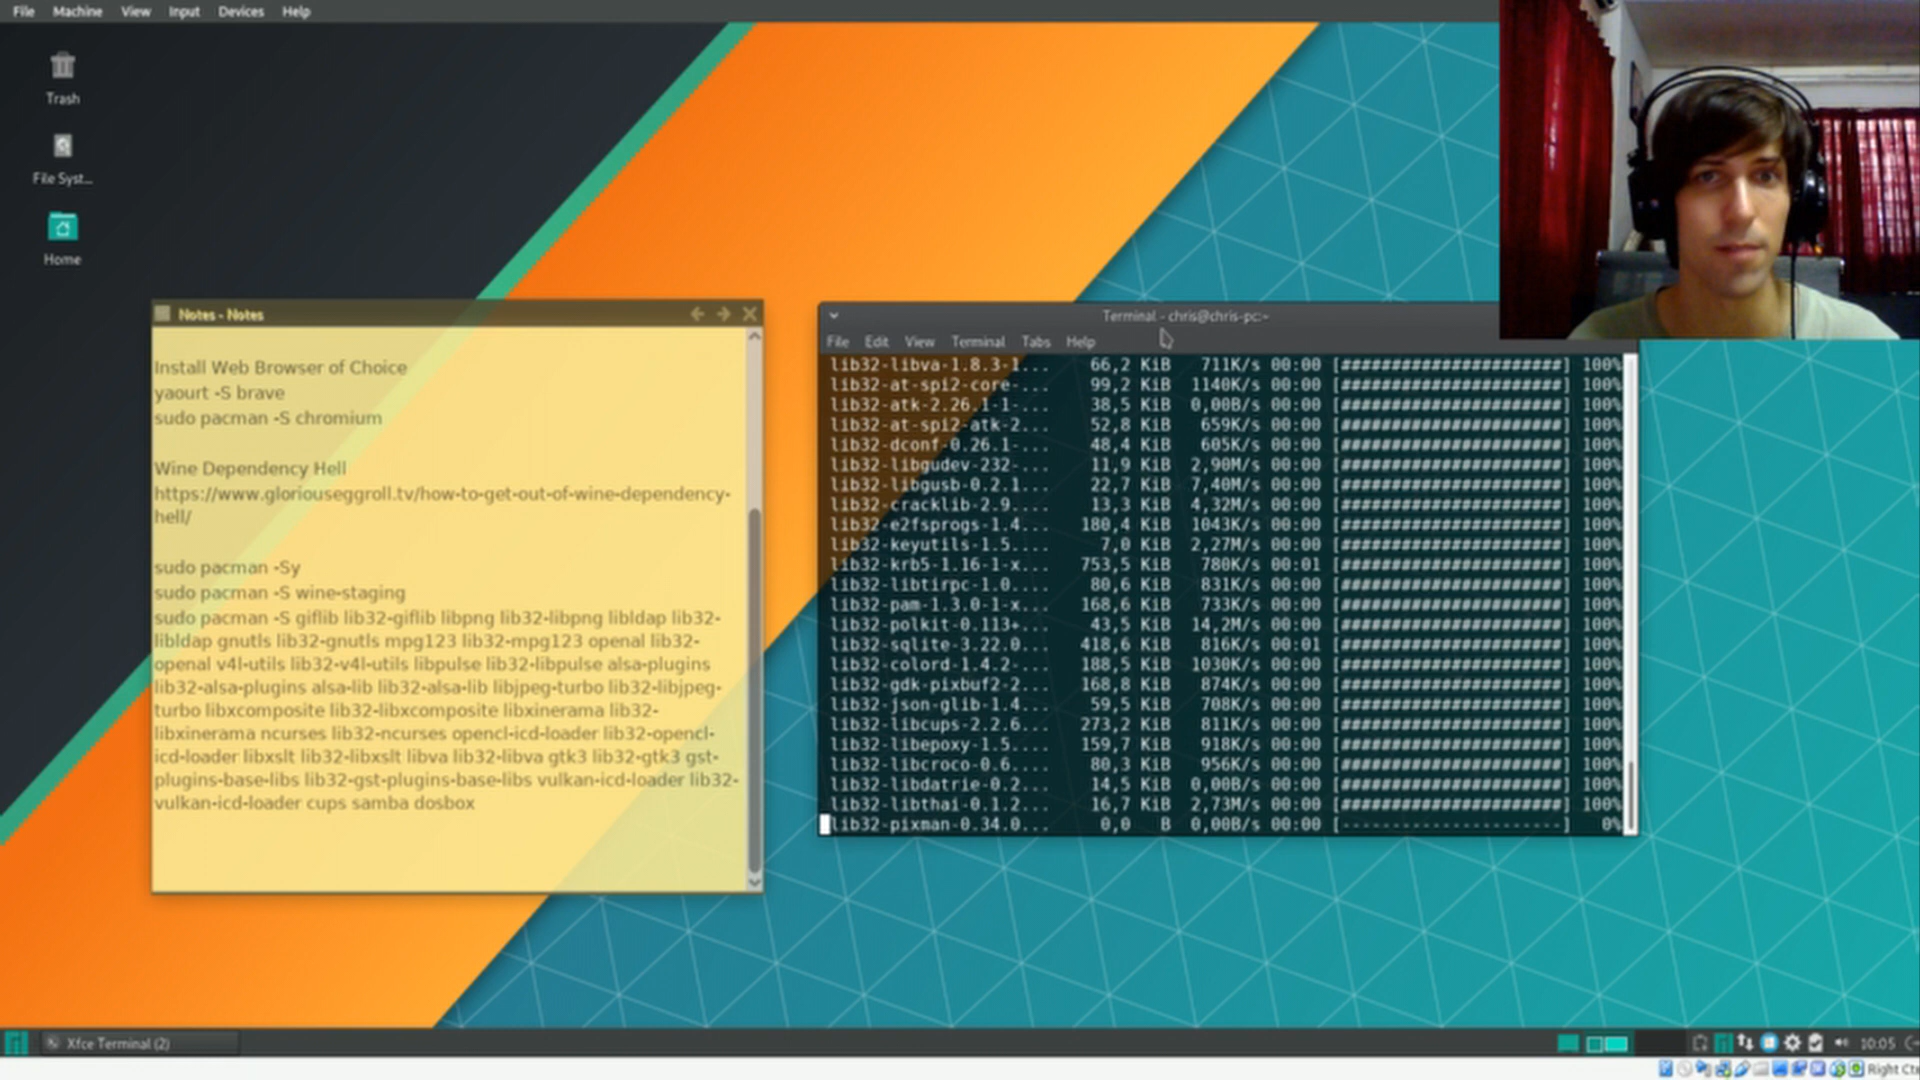 File Machine View Input Devices Help
Trash
File Syst...
Home
Notes - Notes
Install Web Browser of Choice
yaourt -S brave
sudo pacman -S chromium
Wine Dependency Hell
https://www.gloriouseggroll.tv/how-to-get-out-of-wine-dependency-
hell/
sudo pacman -Sy
sudo pacman -S wine-staging
sudo pacman -S giflib lib32-giflib libpng lib32-libpng libldap lib32-
libldap gnutls lib32-gnutls mpg123 lib32-mpg123 openal lib32-
openal v4l-utils lib32-v4l-utils libpulse lib32-libpulse alsa-plugins
lib32-alsa-plugins alsa-lib lib32-alsa-lib libjpeg-turbo lib32-libjpeg-
turbo libxcomposite lib32-libxcomposite libxinerama lib32-
libxinerama ncurses lib32-ncurses opencl-icd-loader lib32-opencl-
icd-loader libxslt lib32-libxslt libva lib32-libva gtk3 lib32-gtk3 gst-
plugins-base-libs lib32-gst-plugins-base-libs vulkan-icd-loader lib32-
vulkan-icd-loader cups samba dosbox
Terminal - chris@chris-pc:~
File Edit View Terminal Tabs Help
lib32-libva-1.8.3-1... 66,2 KiB 711K/s 00:00 [######################] 100%
lib32-at-spi2-core-... 99,2 KiB 1140K/s 00:00 [######################] 100%
lib32-atk-2.26.1-1-... 38,5 KiB 0,00B/s 00:00 [######################] 100%
lib32-at-spi2-atk-2... 52,8 KiB 659K/s 00:00 [######################] 100%
lib32-dconf-0.26.1-... 48,4 KiB 605K/s 00:00 [######################] 100%
lib32-libgudev-232-... 11,9 KiB 2,90M/s 00:00 [######################] 100%
lib32-libgusb-0.2.1... 22,7 KiB 7,40M/s 00:00 [######################] 100%
lib32-cracklib-2.9.... 13,3 KiB 4,32M/s 00:00 [######################] 100%
lib32-e2fsprogs-1.4... 180,4 KiB 1043K/s 00:00 [######################] 100%
lib32-keyutils-1.5.... 7,0 KiB 2,27M/s 00:00 [######################] 100%
lib32-krb5-1.16-1-x... 753,5 KiB 780K/s 00:01 [######################] 100%
lib32-libtirpc-1.0.... 80,6 KiB 831K/s 00:00 [######################] 100%
lib32-pam-1.3.0-1-x... 168,6 KiB 733K/s 00:00 [######################] 100%
lib32-polkit-0.113+... 43,5 KiB 14,2M/s 00:00 [######################] 100%
lib32-sqlite-3.22.0... 418,6 KiB 816K/s 00:01 [######################] 100%
lib32-colord-1.4.2-... 188,5 KiB 1030K/s 00:00 [######################] 100%
lib32-gdk-pixbuf2-2... 168,8 KiB 874K/s 00:00 [######################] 100%
lib32-json-glib-1.4... 59,5 KiB 708K/s 00:00 [######################] 100%
lib32-libcups-2.2.6... 273,2 KiB 811K/s 00:00 [######################] 100%
lib32-libepoxy-1.5.... 159,7 KiB 918K/s 00:00 [######################] 100%
lib32-libcroco-0.6.... 80,3 KiB 956K/s 00:00 [######################] 100%
lib32-libdatrie-0.2... 14,5 KiB 0,00B/s 00:00 [######################] 100%
lib32-libthai-0.1.2... 16,7 KiB 2,73M/s 00:00 [######################] 100%
lib32-pixman-0.34.0... 0,0 B 0,00B/s 00:00 [----------------------] 0%
Xfce Terminal (2)
10:05
Right Ct